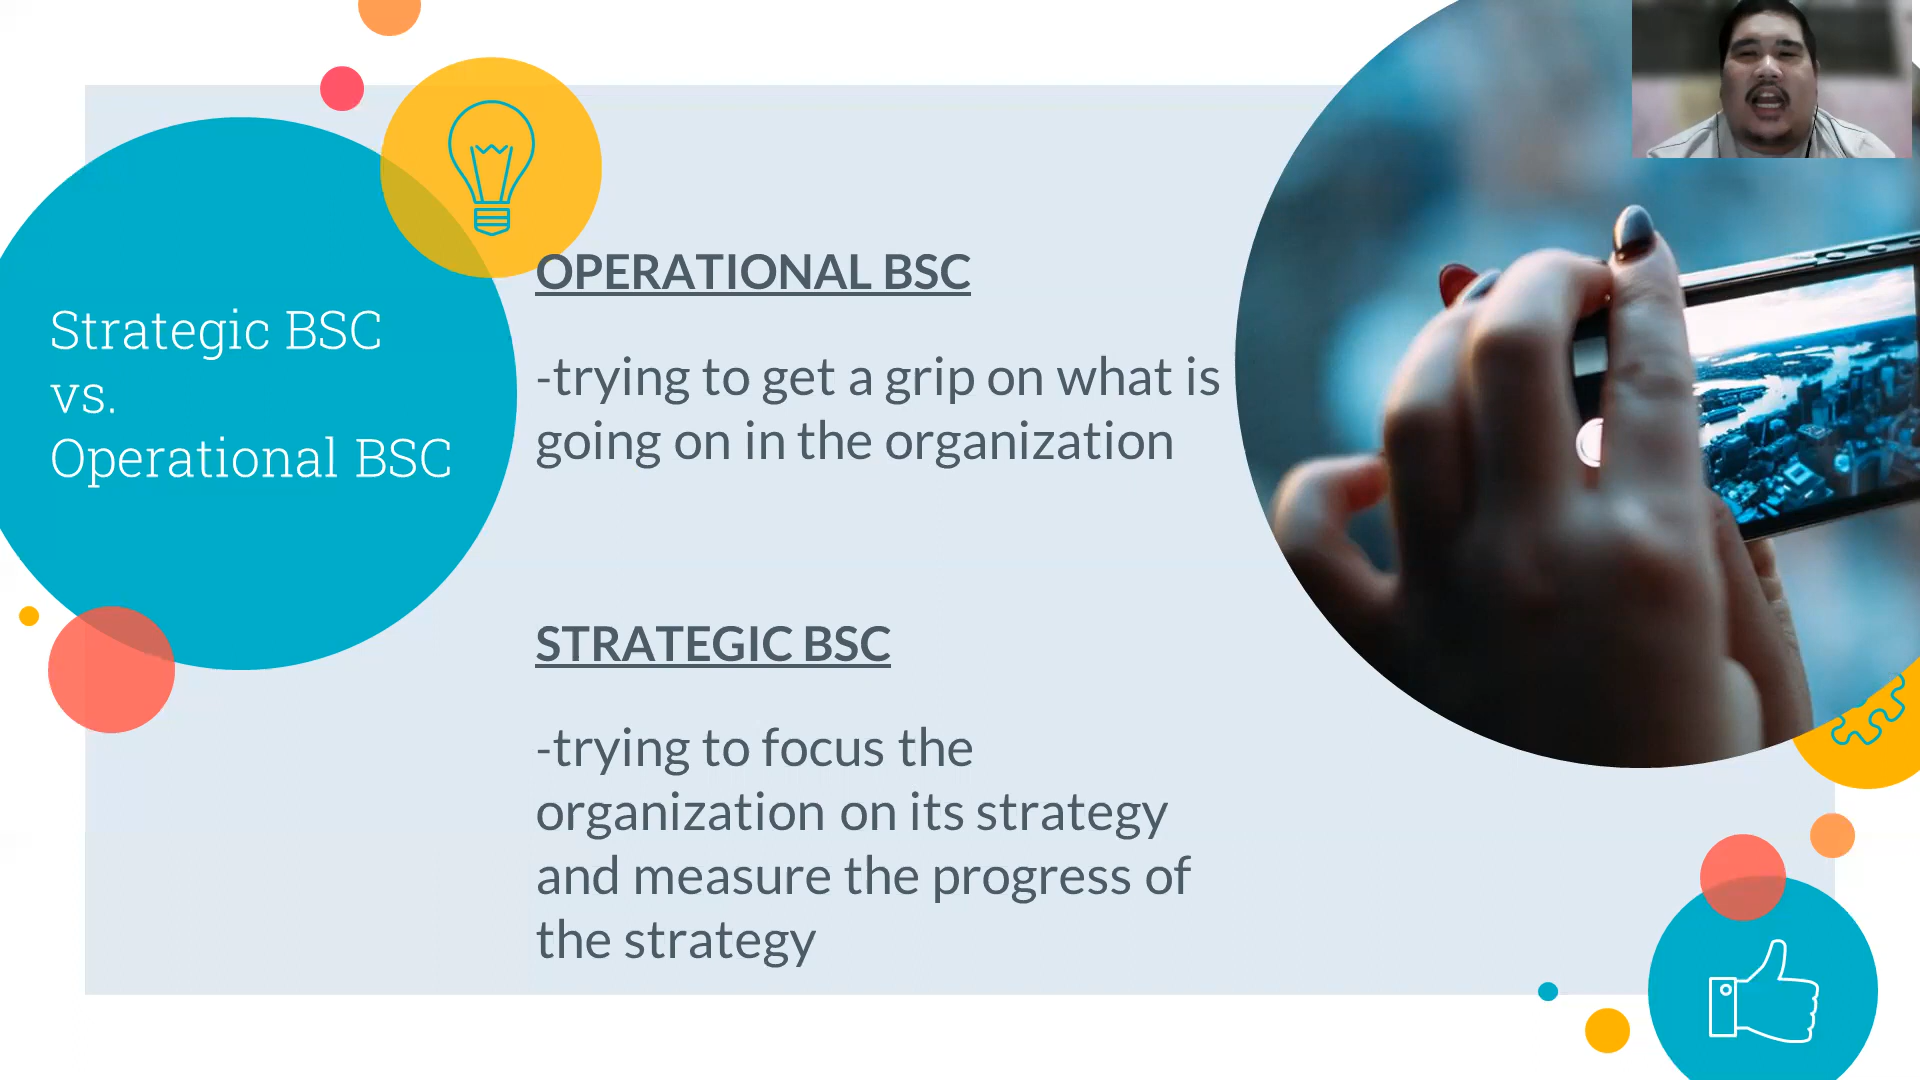 Strategic BSC
vs.
Operational BSC
OPERATIONAL BSC
-trying to get a grip on what is
going on in the organization
STRATEGIC BSC
-trying to focus the
organization on its strategy
and measure the progress of
the strategy